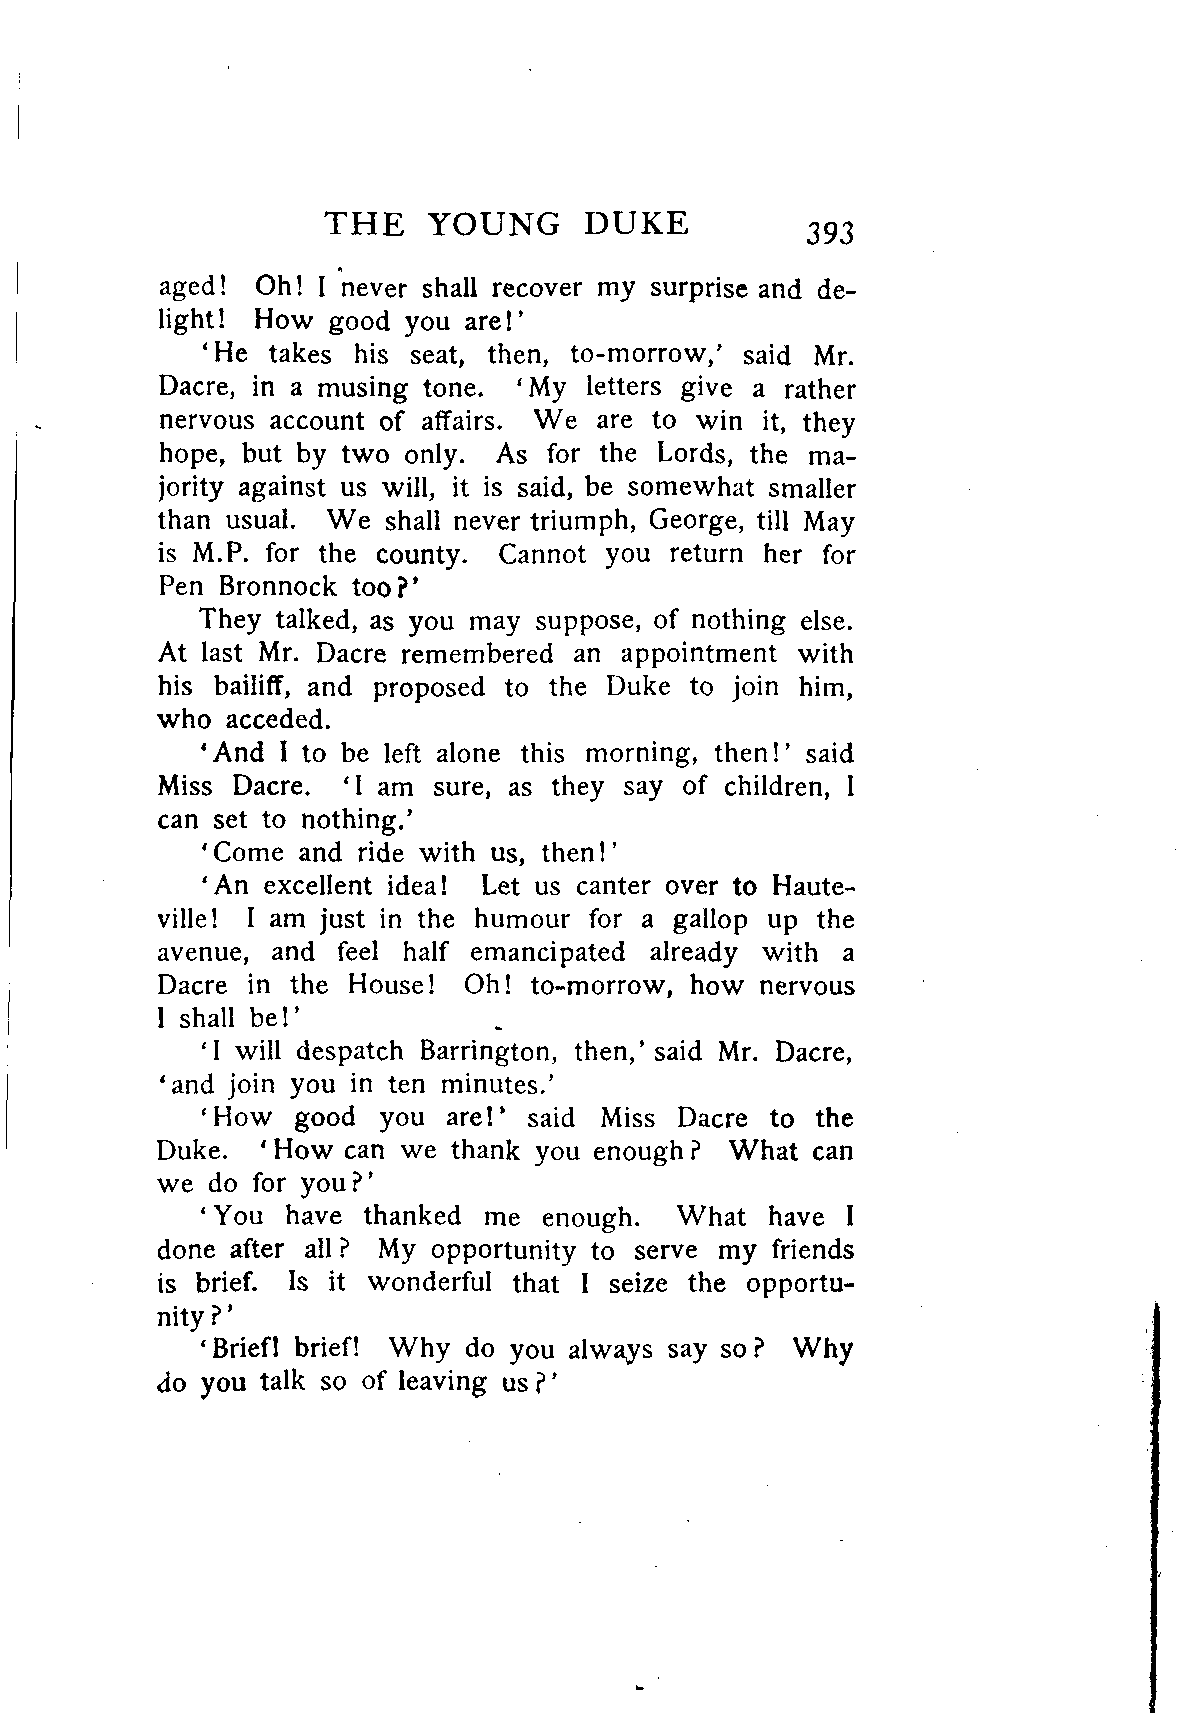 THE YOUNG DUKE 393
aged! Oh! I never shall recover my surprise and de-
light! How good you are!'
'He takes his seat, then, to-morrow,' said Mr.
Dacre, in a musing tone. 'My letters give a rather
nervous account of affairs. We are to win it, they
hope, but by two only. As for the Lords, the ma-
jority against us will, it is said, be somewhat smaller
than usual. We shall never triumph, George, till May
is M.P. for the county. Cannot you return her for
Pen Bronnock too?'
They talked, as you may suppose, of nothing else.
At last Mr. Dacre remembered an appointment with
his bailiff, and proposed to the Duke to join him,
who acceded.
'And I to be left alone this morning, then!' said
Miss Dacre. 'I am sure, as they say of children, I
can set to nothing.'
'Come and ride with us, then!'
'An excellent idea! Let us canter over to Haute-
ville! I am just in the humour for a gallop up the
avenue, and feel half emancipated already with a
Dacre in the House! Oh! to-morrow, how nervous
I shall be!'
'I will despatch Barrington, then,' said Mr. Dacre,
'and join you in ten minutes.'
'How good you are!' said Miss Dacre to the
Duke. 'How can we thank you enough? What can
we do for you?'
'You have thanked me enough. What have I
done after all? My opportunity to serve my friends
is brief. Is it wonderful that I seize the opportu-
nity?'
'Brief! brief! Why do you always say so? Why
do you talk so of leaving us?'